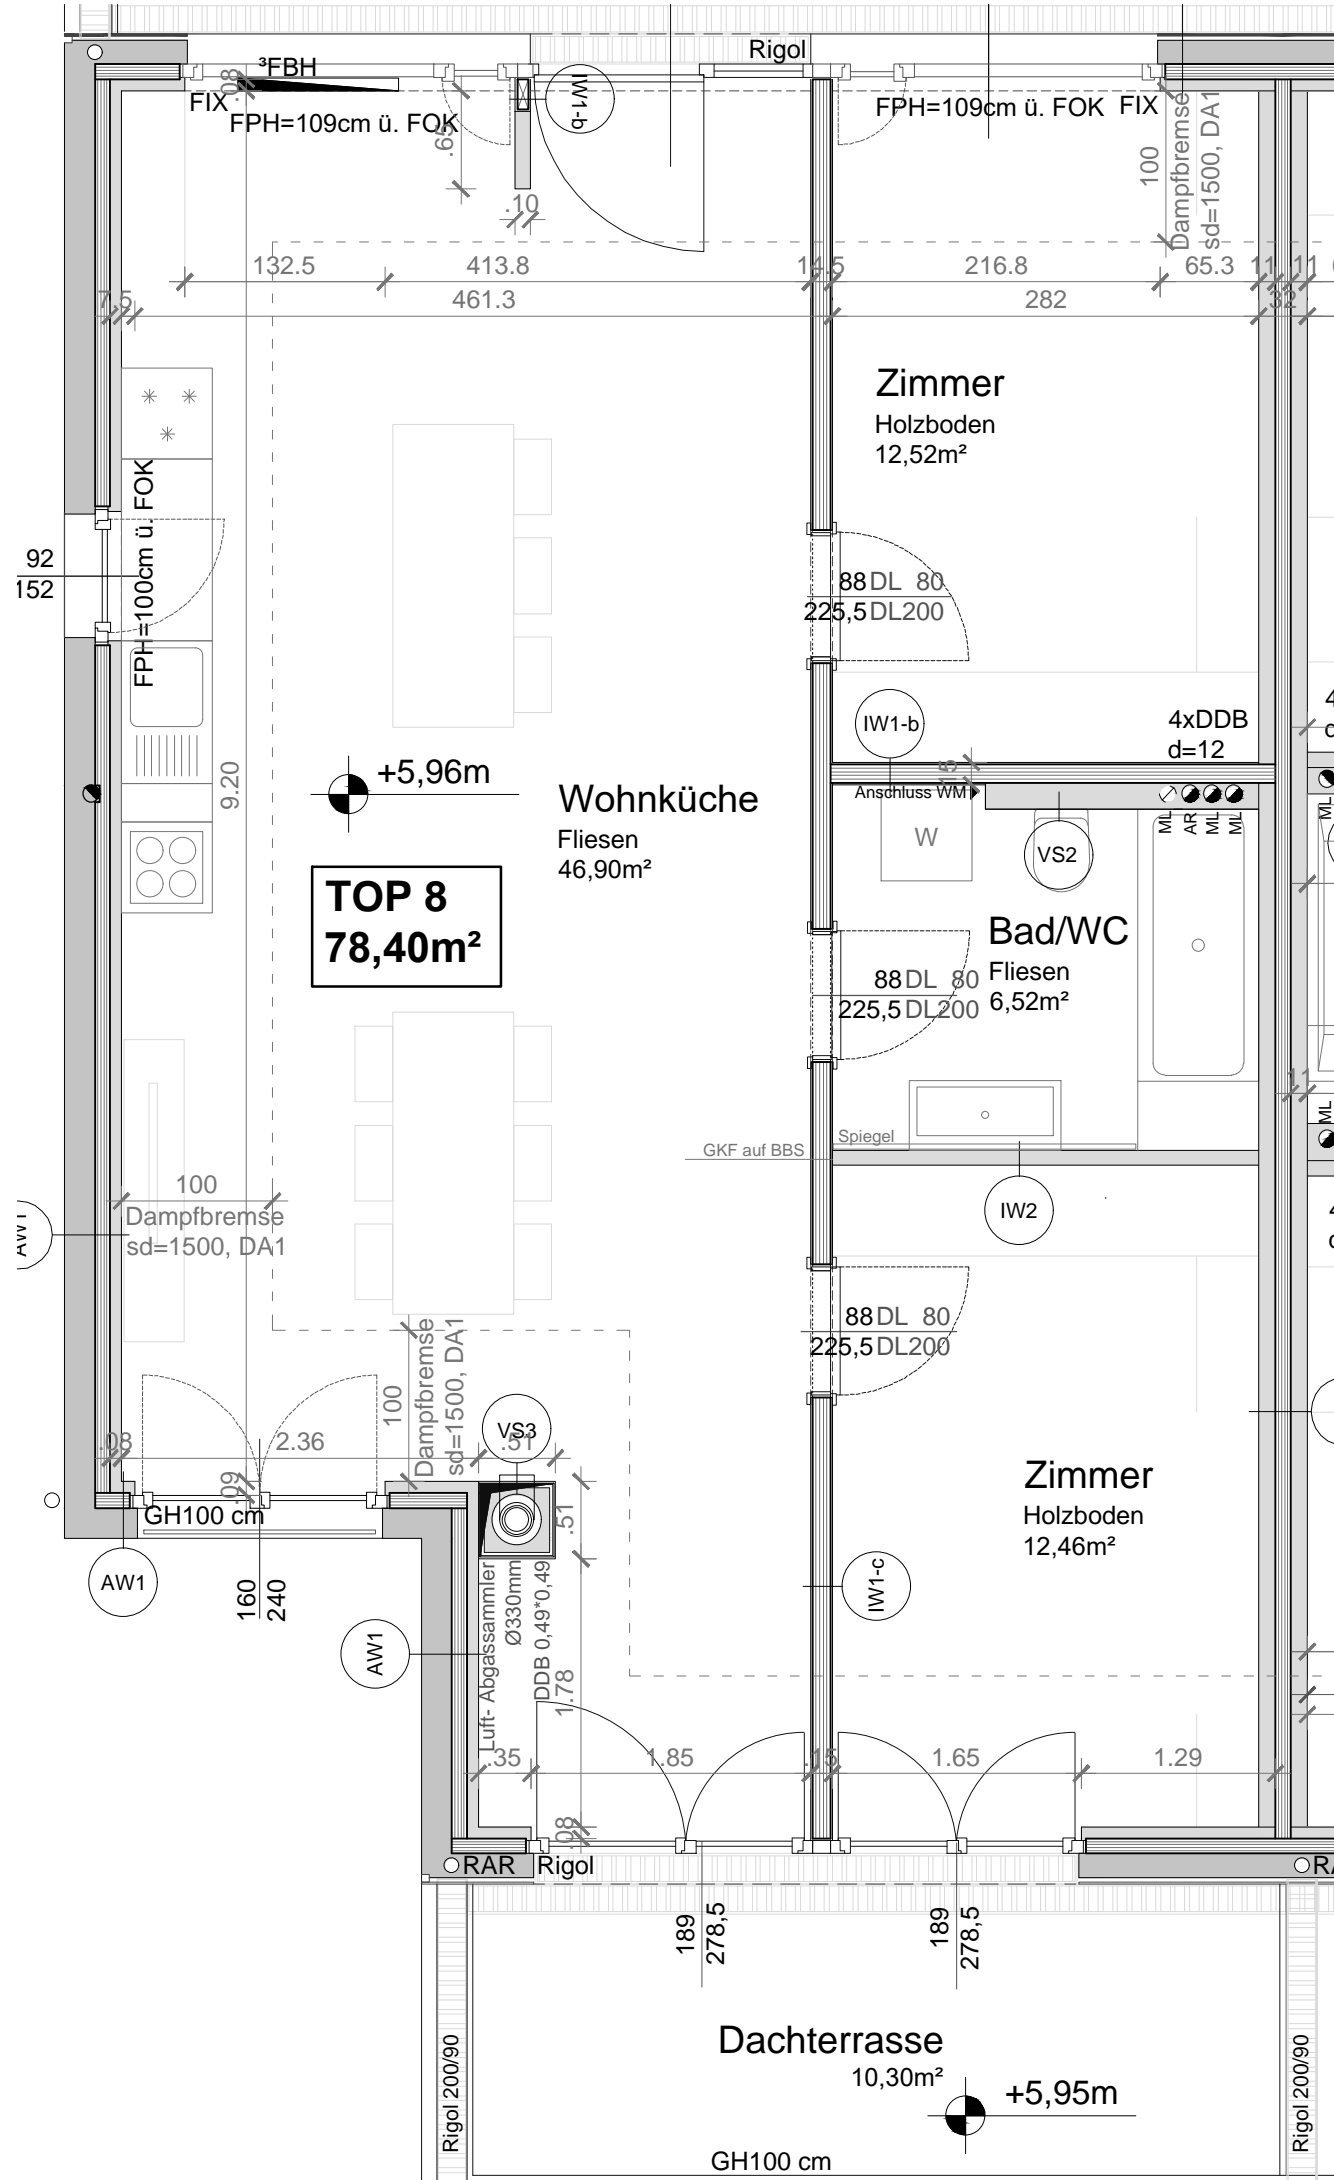 Rigol
³FBH
.08
FIX
FPH=109cm ü. FOK
.65
IW1-b
FPH=109cm ü. FOK
FIX
100
Dampfbremse
sd=1500, DA1
.10
132.5
413.8
14.5
216.8
65.3
11
11
7.5
461.3
282
32
Zimmer
Holzboden
12,52m²
FPH=100cm ü. FOK
92
152
88 DL 80
225,5 DL200
IW1-b
4xDDB
d=12
9.20
+5,96m
Wohnküche
Fliesen
46,90m²
15
Anschluss WM
W
VS2
ML
AR
ML
ML
ML
TOP 8
78,40m²
Bad/WC
Fliesen
6,52m²
88 DL 80
225,5 DL200
11
ML
Spiegel
GKF auf BBS
100
Dampfbremse
sd=1500, DA1
AW1
IW2
88 DL 80
225,5 DL200
100
Dampfbremse
sd=1500, DA1
.08
2.36
VS3
.51
.09
GH100 cm
.51
Zimmer
Holzboden
12,46m²
AW1
160
240
AW1
Luft- Abgassammler
Ø330mm
DDB 0,49*0,49
1.78
IW1-c
.35
1.85
.15
1.65
1.29
.08
RAR
Rigol
189
278,5
189
278,5
Dachterrasse
10,30m²
+5,95m
Rigol 200/90
Rigol 200/90
GH100 cm